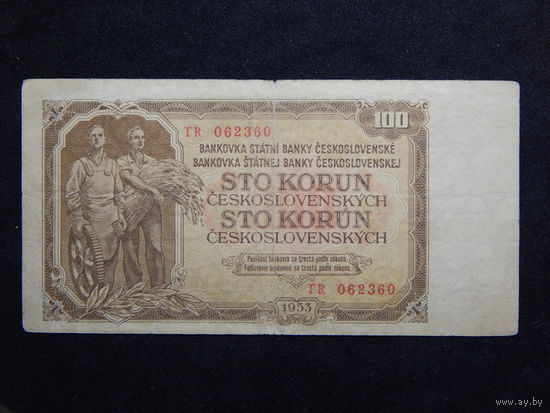 100
TR 062360
BANKOVKA STÁTNÍ BANKY ČESKOSLOVENSKÉ
BANKOVKA ŠTÁTNEJ BANKY ČESKOSLOVENSKEJ
STO KORUN
ČESKOSLOVENSKÝCH
STO KORÚN
ČESKOSLOVENSKÝCH
Padělání bankovek se trestá podle zákona.
Falšovanie bankoviek sa trestá podľa zákona.
TR 062360
1953
www.ay.by